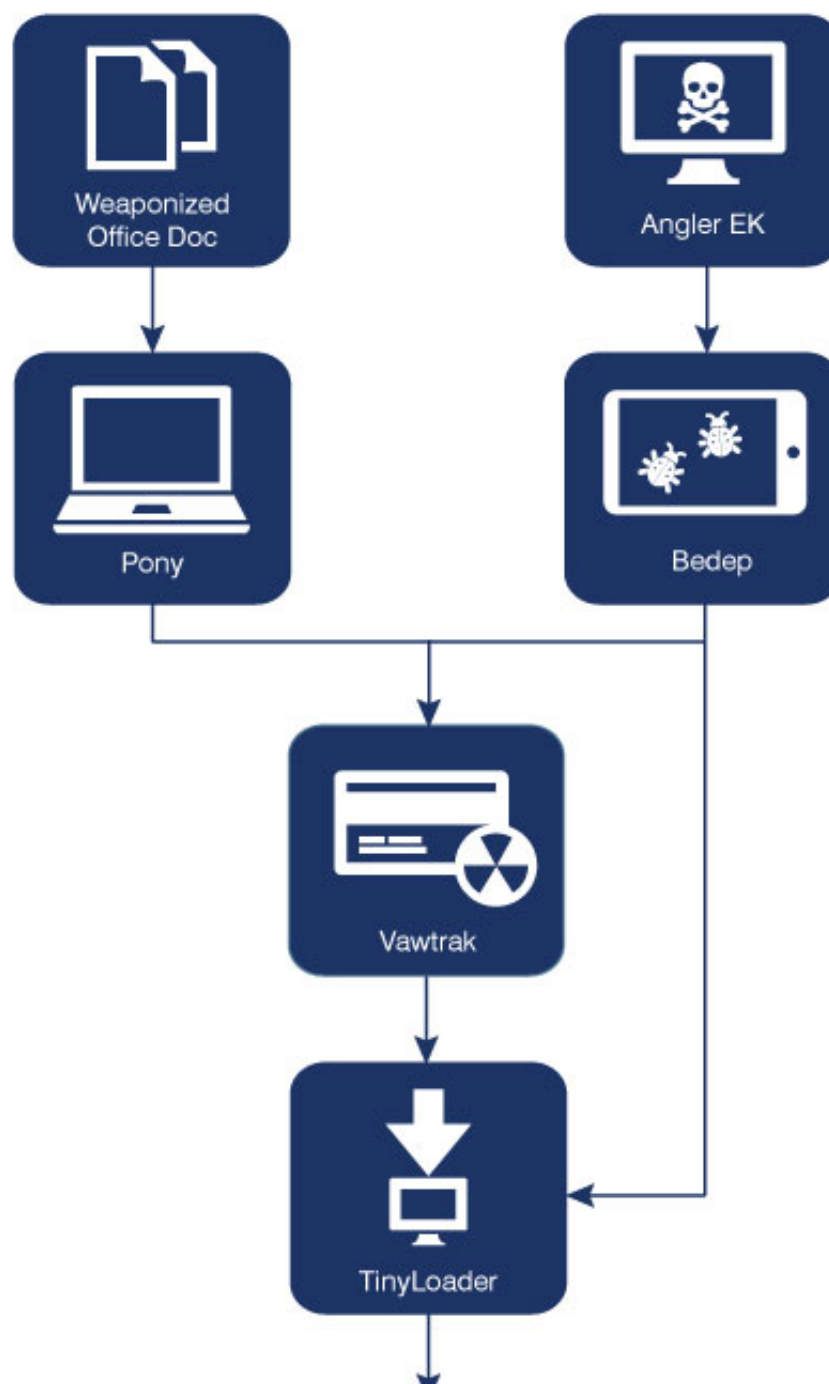 Weaponized
Office Doc
Angler EK
Pony
Bedep
Vawtrak
TinyLoader